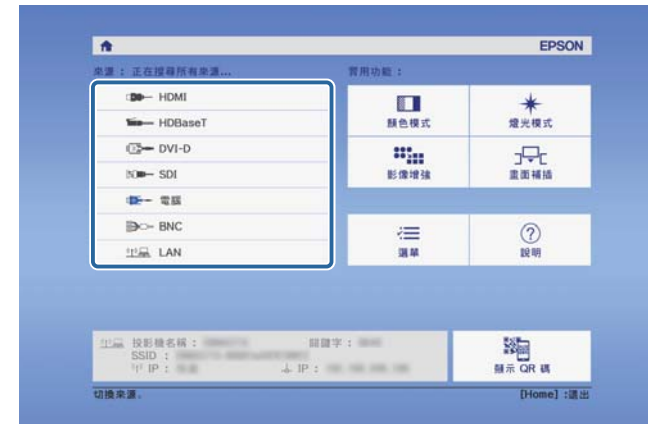 EPSON
來源 : 正在搜尋所有來源...
HDMI
HDBaseT
DVI-D
SDI
電腦
BNC
LAN
實用功能 :
顏色模式
燈光模式
影像增強
畫面補插
選單
說明
投影機名稱 :
關鍵字 :
SSID :
IP :
IP :
顯示 QR 碼
切換來源.
[Home] :退出